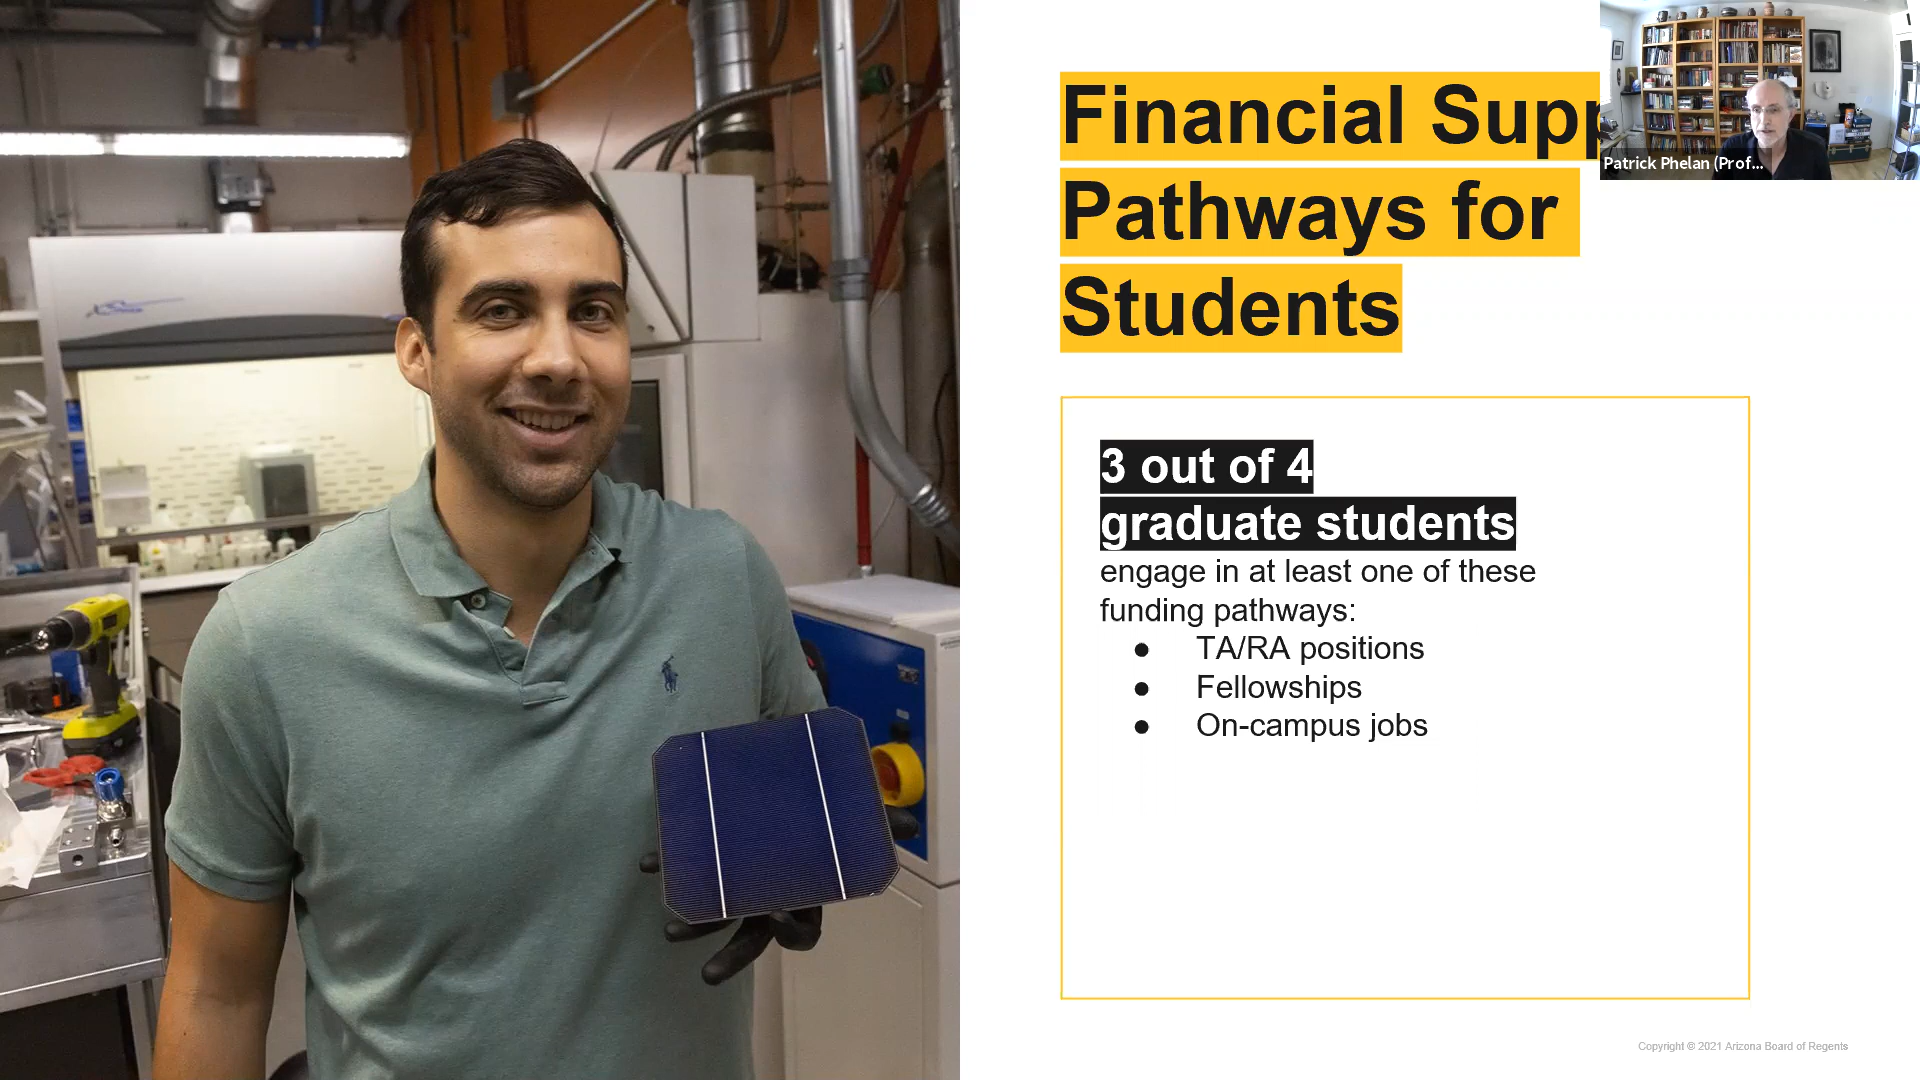 Financial Supp
Pathways for
Students
Patrick Phelan (Prof...
3 out of 4
graduate students
engage in at least one of these
funding pathways:
● TA/RA positions
● Fellowships
● On-campus jobs
Copyright © 2021 Arizona Board of Regents